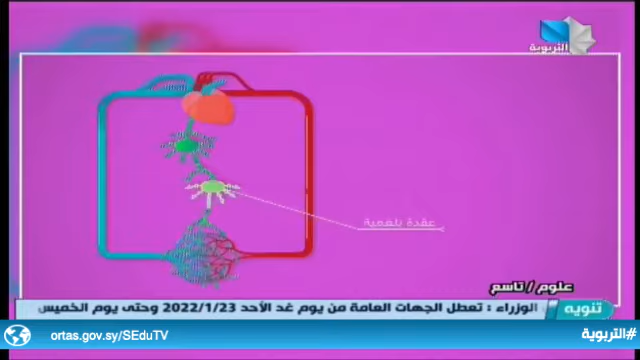 التربوية
عقدة بلغمية
علوم / تاسع
تنويه
الوزراء : تعطل الجهات العامة من يوم غد الأحد 2022/1/23 وحتى يوم الخميس
ortas.gov.sy/SEduTV
#التربوية